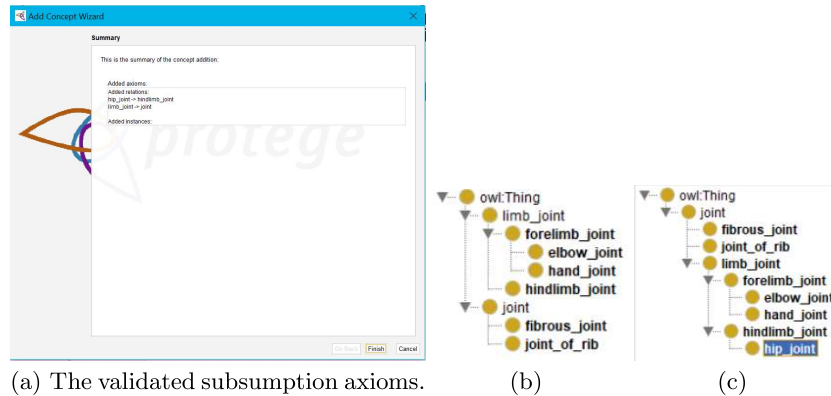 Add Concept Wizard
Summary
This is the summary of the concept addition:
Added axioms:
Added relations:
hip_joint -> hindlimb_joint
limb_joint -> joint
Added instances:
protégé
Go Back Finish Cancel
(a) The validated subsumption axioms.
owl:Thing
limb_joint
forelimb_joint
elbow_joint
hand_joint
hindlimb_joint
joint
fibrous_joint
joint_of_rib
(b)
owl:Thing
joint
fibrous_joint
joint_of_rib
limb_joint
forelimb_joint
elbow_joint
hand_joint
hindlimb_joint
hip_joint
(c)